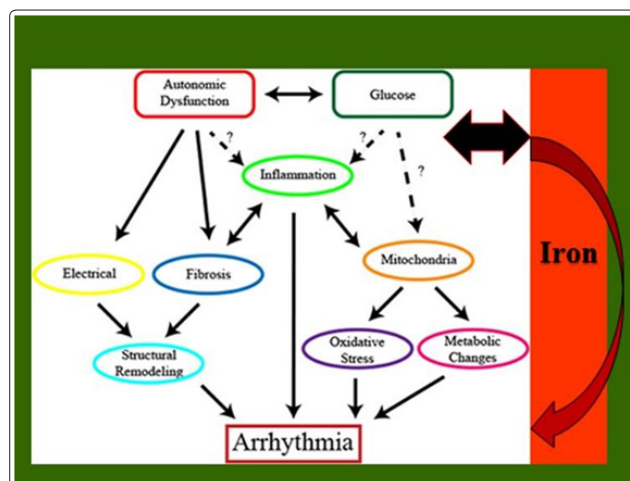 Autonomic
Dysfunction
Glucose
?
?
?
Inflammation
Iron
Electrical
Fibrosis
Mitochondria
Structural
Remodeling
Oxidative
Stress
Metabolic
Changes
Arrhythmia